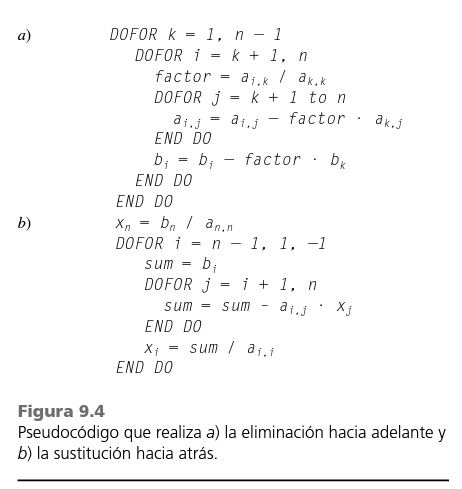 a) DOFOR k = 1, n − 1
DOFOR i = k + 1, n
factor = a_{i,k} / a_{k,k}
DOFOR j = k + 1 to n
a_{i,j} = a_{i,j} − factor · a_{k,j}
END DO
b_i = b_i − factor · b_k
END DO
END DO
b) x_n = b_n / a_{n,n}
DOFOR i = n − 1, 1, −1
sum = b_i
DOFOR j = i + 1, n
sum = sum − a_{i,j} · x_j
END DO
x_i = sum / a_{i,i}
END DO
Figura 9.4
Pseudocódigo que realiza a) la eliminación hacia adelante y
b) la sustitución hacia atrás.